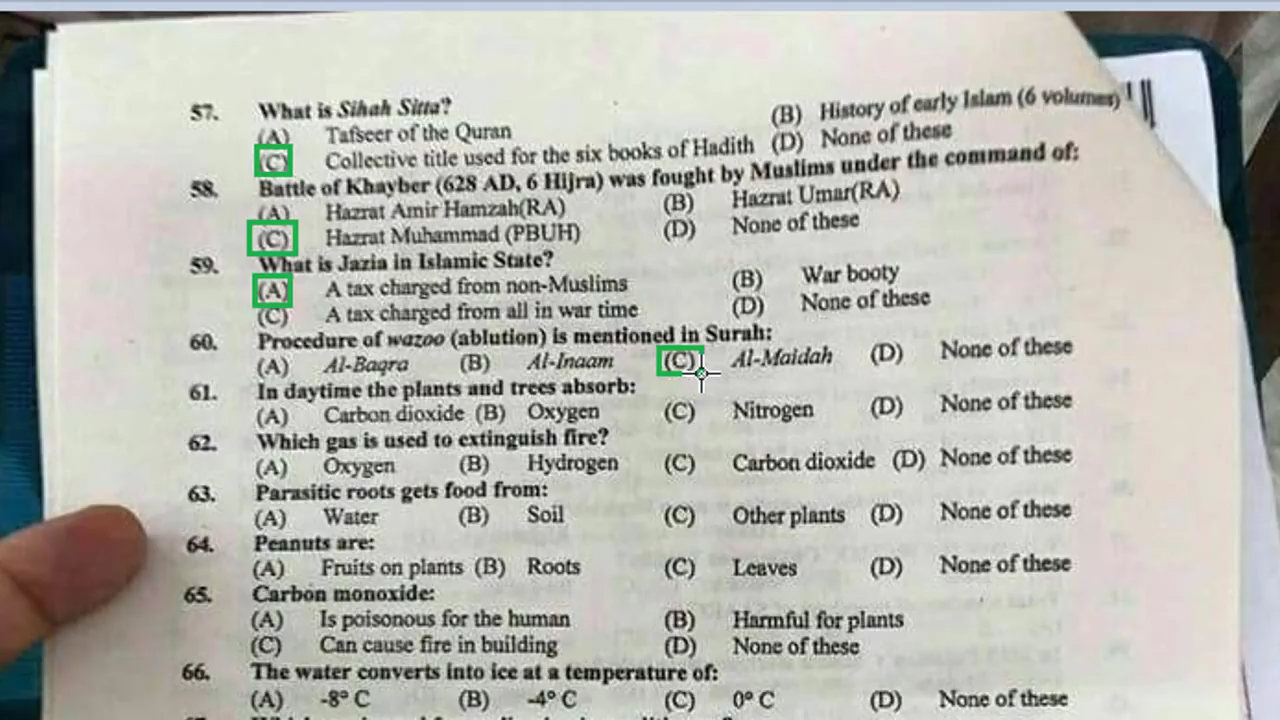 57. What is Sihah Sitta?
(A) Tafseer of the Quran (B) History of early Islam (6 volumes)
(C) Collective title used for the six books of Hadith (D) None of these
58. Battle of Khayber (628 AD, 6 Hijra) was fought by Muslims under the command of:
(A) Hazrat Amir Hamzah(RA) (B) Hazrat Umar(RA)
(C) Hazrat Muhammad (PBUH) (D) None of these
59. What is Jazia in Islamic State?
(A) A tax charged from non-Muslims (B) War booty
(C) A tax charged from all in war time (D) None of these
60. Procedure of wazoo (ablution) is mentioned in Surah:
(A) Al-Baqra (B) Al-Inaam (C) Al-Maidah (D) None of these
61. In daytime the plants and trees absorb:
(A) Carbon dioxide (B) Oxygen (C) Nitrogen (D) None of these
62. Which gas is used to extinguish fire?
(A) Oxygen (B) Hydrogen (C) Carbon dioxide (D) None of these
63. Parasitic roots gets food from:
(A) Water (B) Soil (C) Other plants (D) None of these
64. Peanuts are:
(A) Fruits on plants (B) Roots (C) Leaves (D) None of these
65. Carbon monoxide:
(A) Is poisonous for the human (B) Harmful for plants
(C) Can cause fire in building (D) None of these
66. The water converts into ice at a temperature of:
(A) -8° C (B) -4° C (C) 0° C (D) None of these